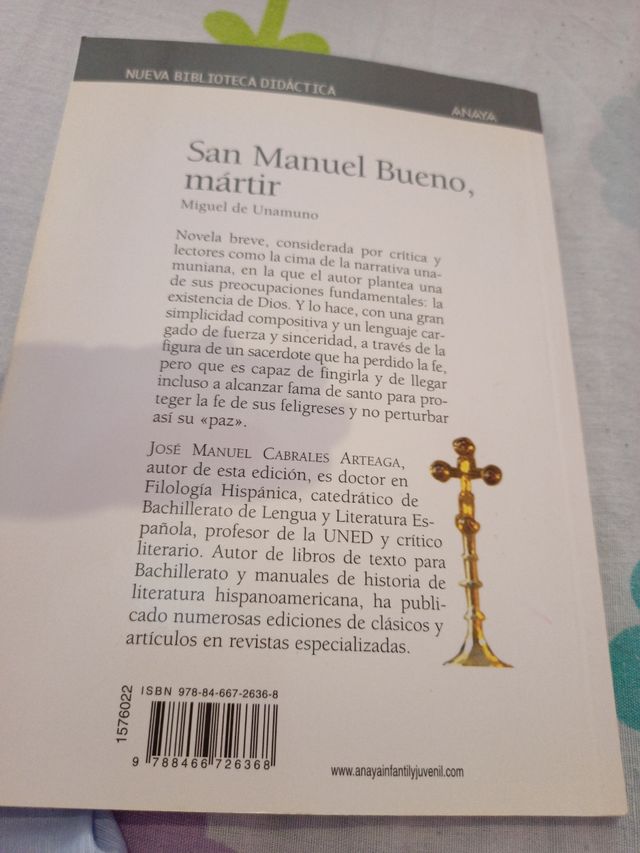 NUEVA BIBLIOTECA DIDÁCTICA
ANAYA
San Manuel Bueno,
mártir
Miguel de Unamuno
Novela breve, considerada por crítica y
lectores como la cima de la narrativa una-
muniana, en la que el autor plantea una
de sus preocupaciones fundamentales: la
existencia de Dios. Y lo hace, con una gran
simplicidad compositiva y un lenguaje car-
gado de fuerza y sinceridad, a través de la
figura de un sacerdote que ha perdido la fe,
pero que es capaz de fingirla y de llegar
incluso a alcanzar fama de santo para pro-
teger la fe de sus feligreses y no perturbar
así su «paz».
JOSÉ MANUEL CABRALES ARTEAGA,
autor de esta edición, es doctor en
Filología Hispánica, catedrático de
Bachillerato de Lengua y Literatura Es-
pañola, profesor de la UNED y crítico
literario. Autor de libros de texto para
Bachillerato y manuales de historia de
literatura hispanoamericana, ha publi-
cado numerosas ediciones de clásicos y
artículos en revistas especializadas.
1576022
ISBN 978-84-667-2636-8
9 788466 726368
www.anayainfantilyjuvenil.com